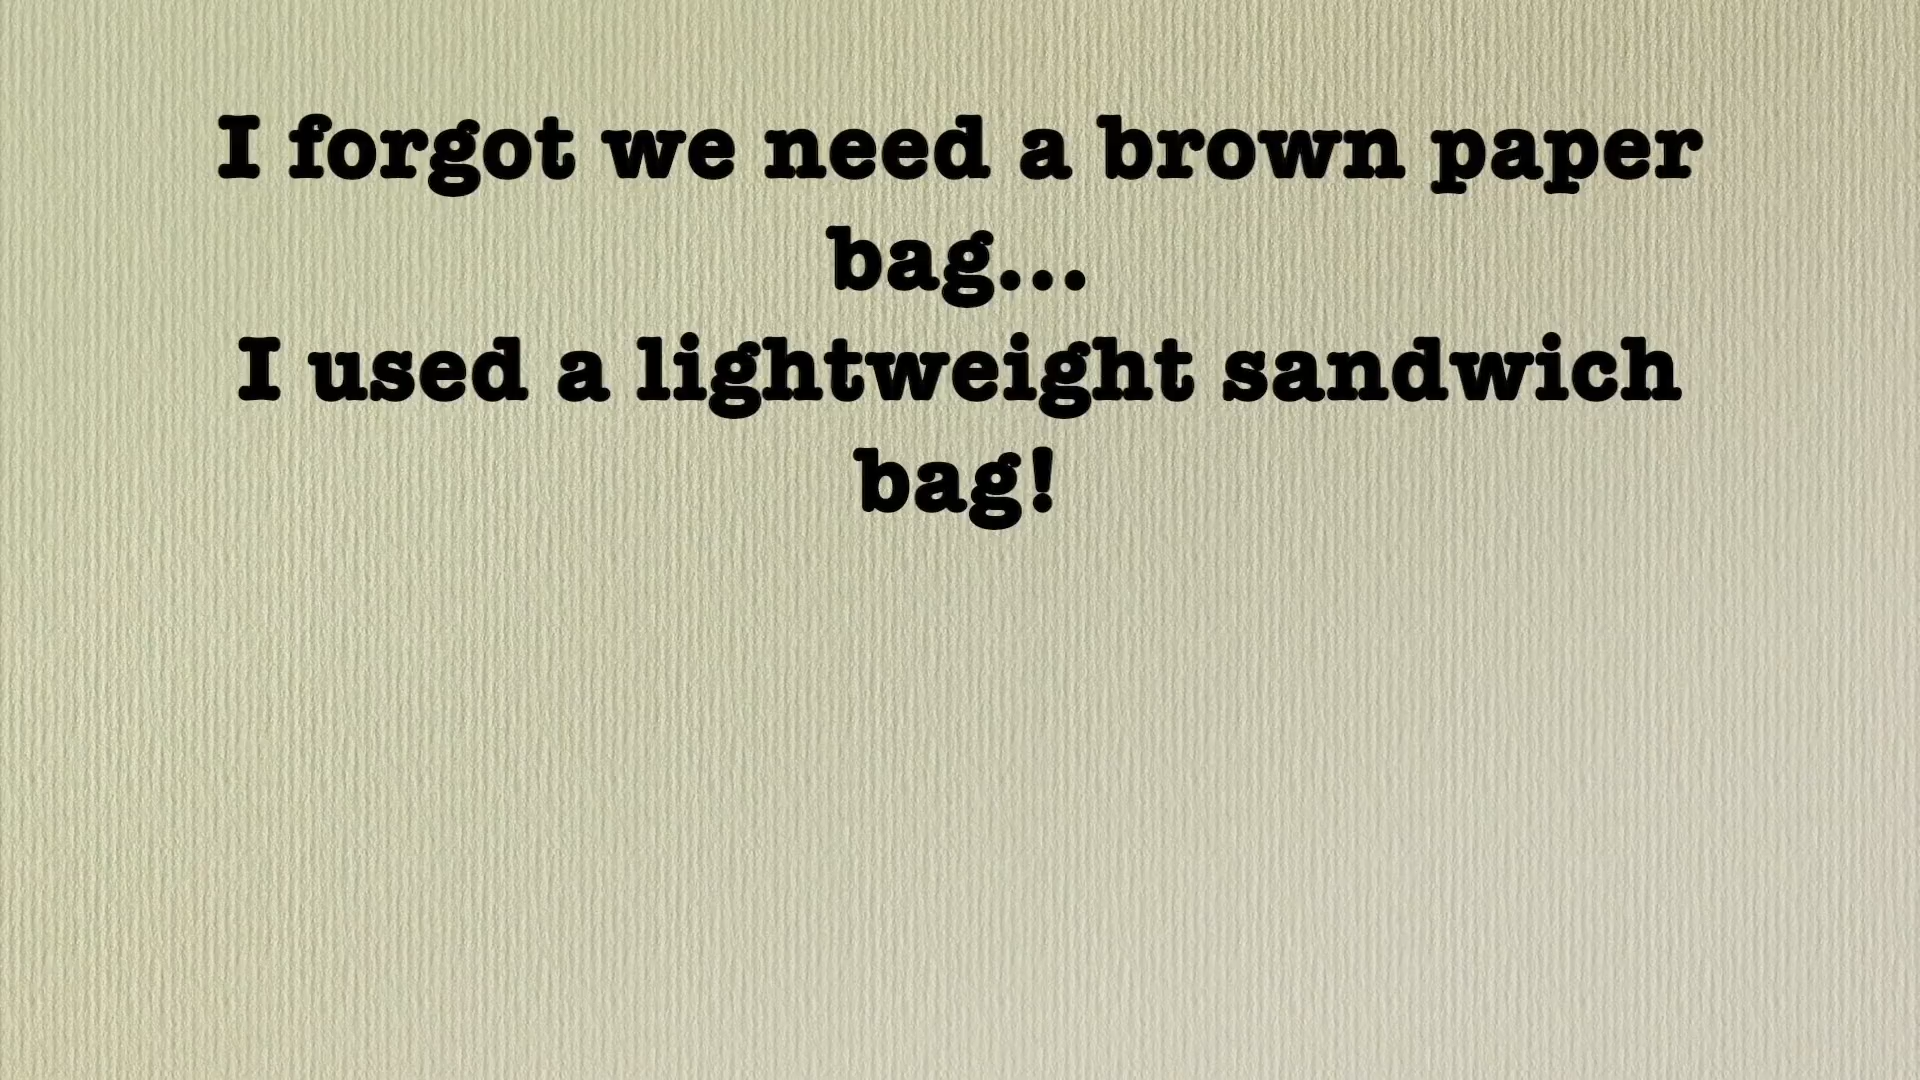 I forgot we need a brown paper
bag...
I used a lightweight sandwich
bag!